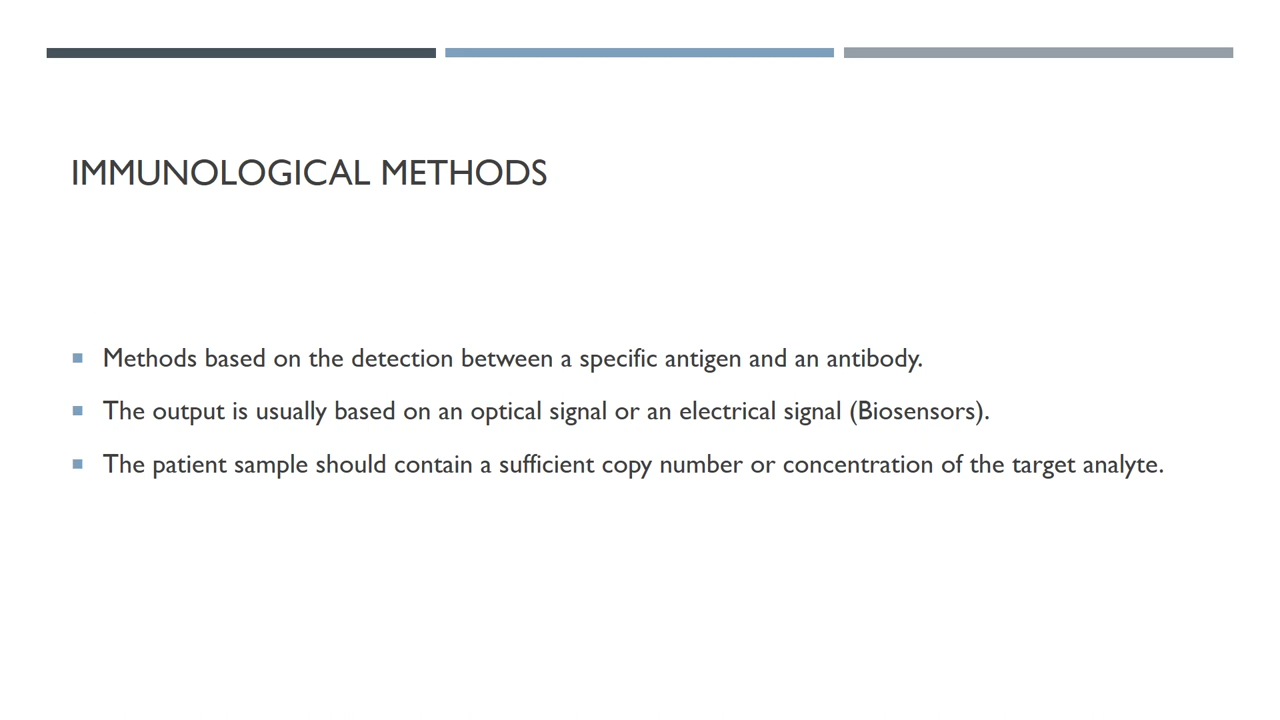 IMMUNOLOGICAL METHODS
Methods based on the detection between a specific antigen and an antibody.
The output is usually based on an optical signal or an electrical signal (Biosensors).
The patient sample should contain a sufficient copy number or concentration of the target analyte.